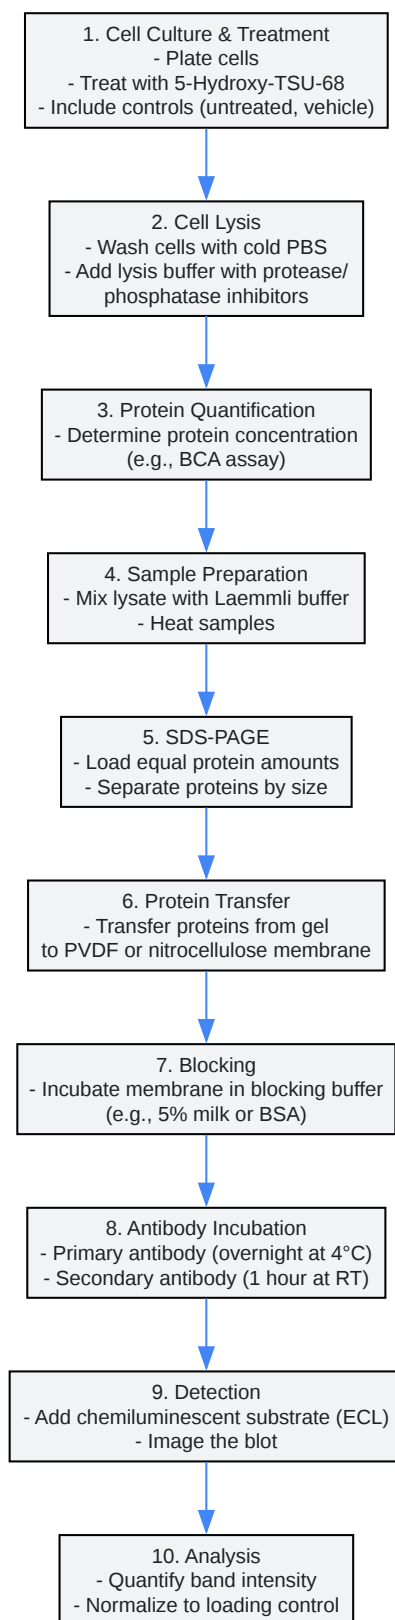 1. Cell Culture & Treatment
- Plate cells
- Treat with 5-Hydroxy-TSU-68
- Include controls (untreated, vehicle)
2. Cell Lysis
- Wash cells with cold PBS
- Add lysis buffer with protease/
phosphatase inhibitors
3. Protein Quantification
- Determine protein concentration
(e.g., BCA assay)
4. Sample Preparation
- Mix lysate with Laemmli buffer
- Heat samples
5. SDS-PAGE
- Load equal protein amounts
- Separate proteins by size
6. Protein Transfer
- Transfer proteins from gel
to PVDF or nitrocellulose membrane
7. Blocking
- Incubate membrane in blocking buffer
(e.g., 5% milk or BSA)
8. Antibody Incubation
- Primary antibody (overnight at 4°C)
- Secondary antibody (1 hour at RT)
9. Detection
- Add chemiluminescent substrate (ECL)
- Image the blot
10. Analysis
- Quantify band intensity
- Normalize to loading control